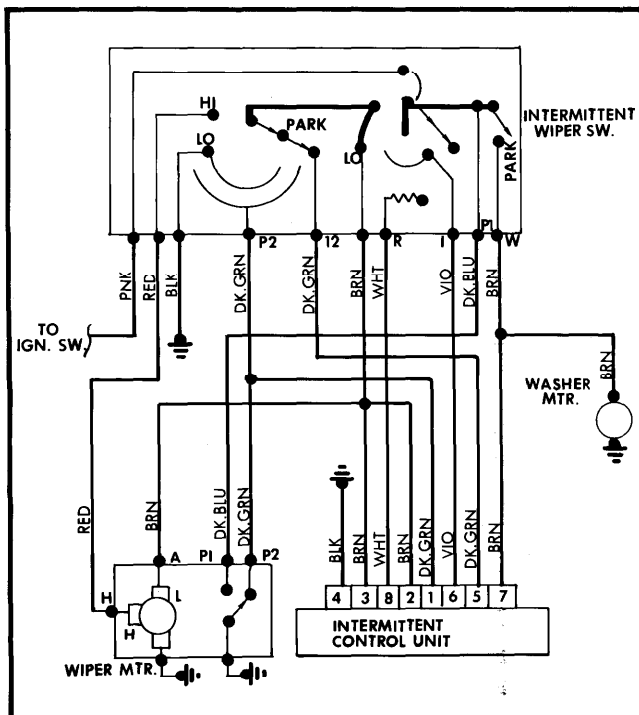 HI
PARK
LO
LO
PARK
INTERMITTENT
WIPER SW.
P2
12
R
I
P1
W
PNK
RED
BLK
DK.GRN
DK.GRN
BRN
WHT
VIO
DK.BLU
BRN
TO
IGN. SW.
WASHER
MTR.
BRN
RED
BRN
DK.BLU
DK.GRN
BLK
BRN
WHT
BRN
DK.GRN
VIO
DK.GRN
BRN
A
P1
P2
H
L
H
WIPER MTR.
4 3 8 2 1 6 5 7
INTERMITTENT
CONTROL UNIT